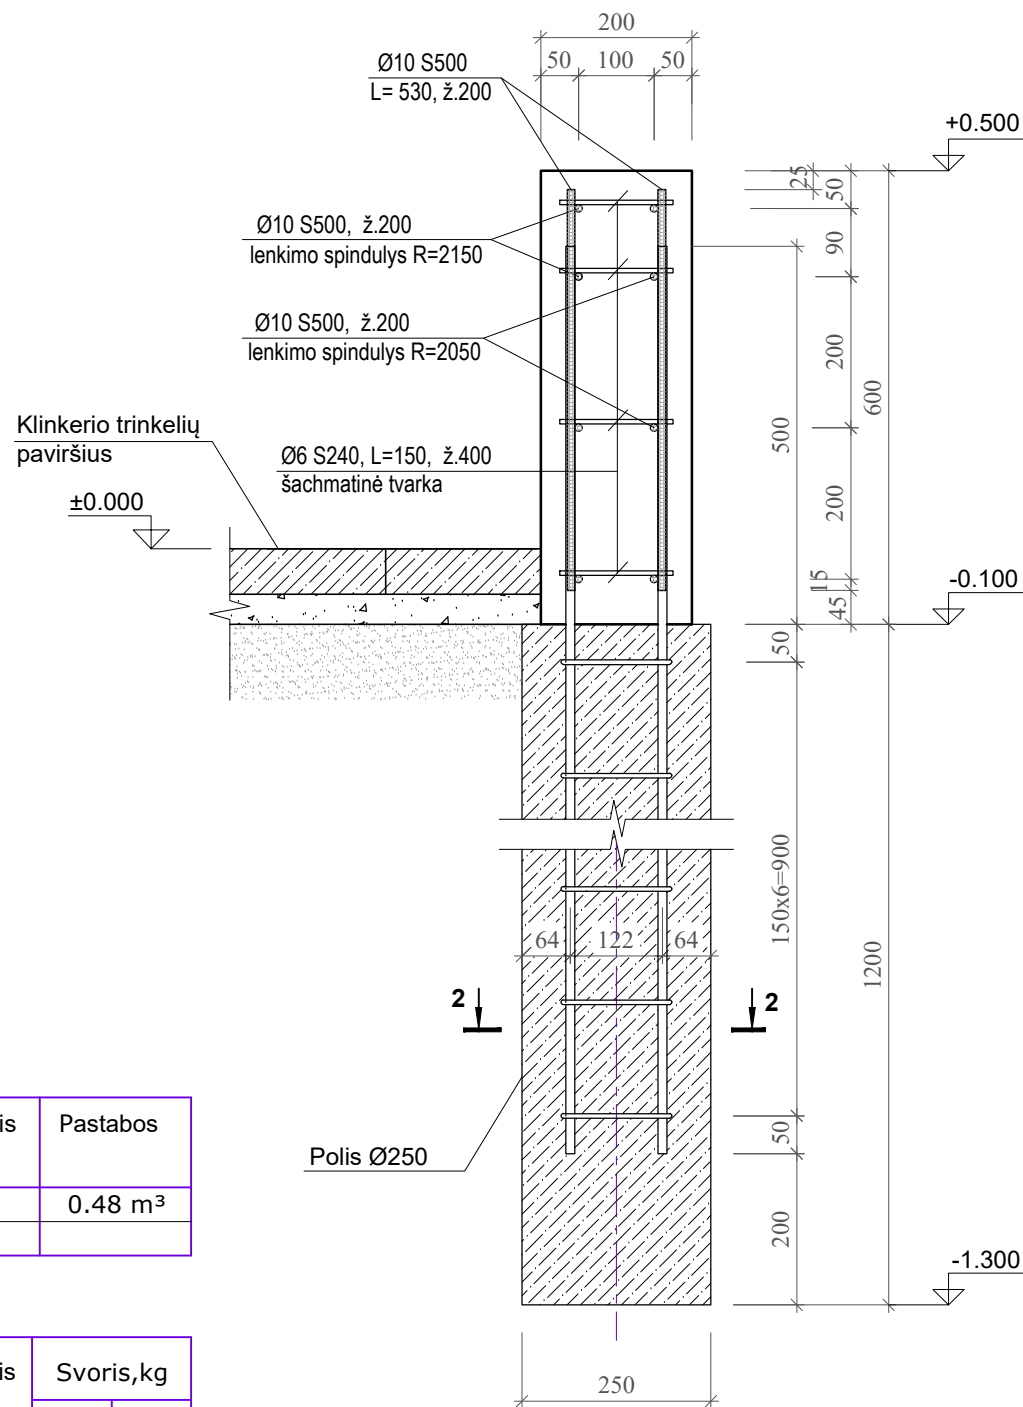 200
50
100
50
Ø10 S500
L= 530, ž.200
+0.500
25
50
Ø10 S500, ž.200
lenkimo spindulys R=2150
90
Ø10 S500, ž.200
lenkimo spindulys R=2050
200
600
500
Klinkerio trinkelių
paviršius
Ø6 S240, L=150, ž.400
šachmatinė tvarka
±0.000
200
15
-0.100
45
50
150x6=900
64
122
64
1200
2
2
is
Pastabos
50
Polis Ø250
0.48 m³
200
-1.300
is
Svoris,kg
250